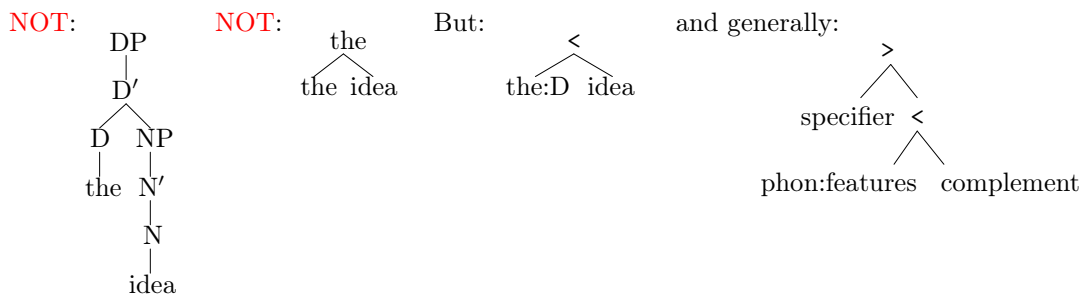 NOT: NOT: But: and generally:
DP the < >
D′ the idea the:D idea
D NP specifier <
the N′ phon:features complement
N
idea